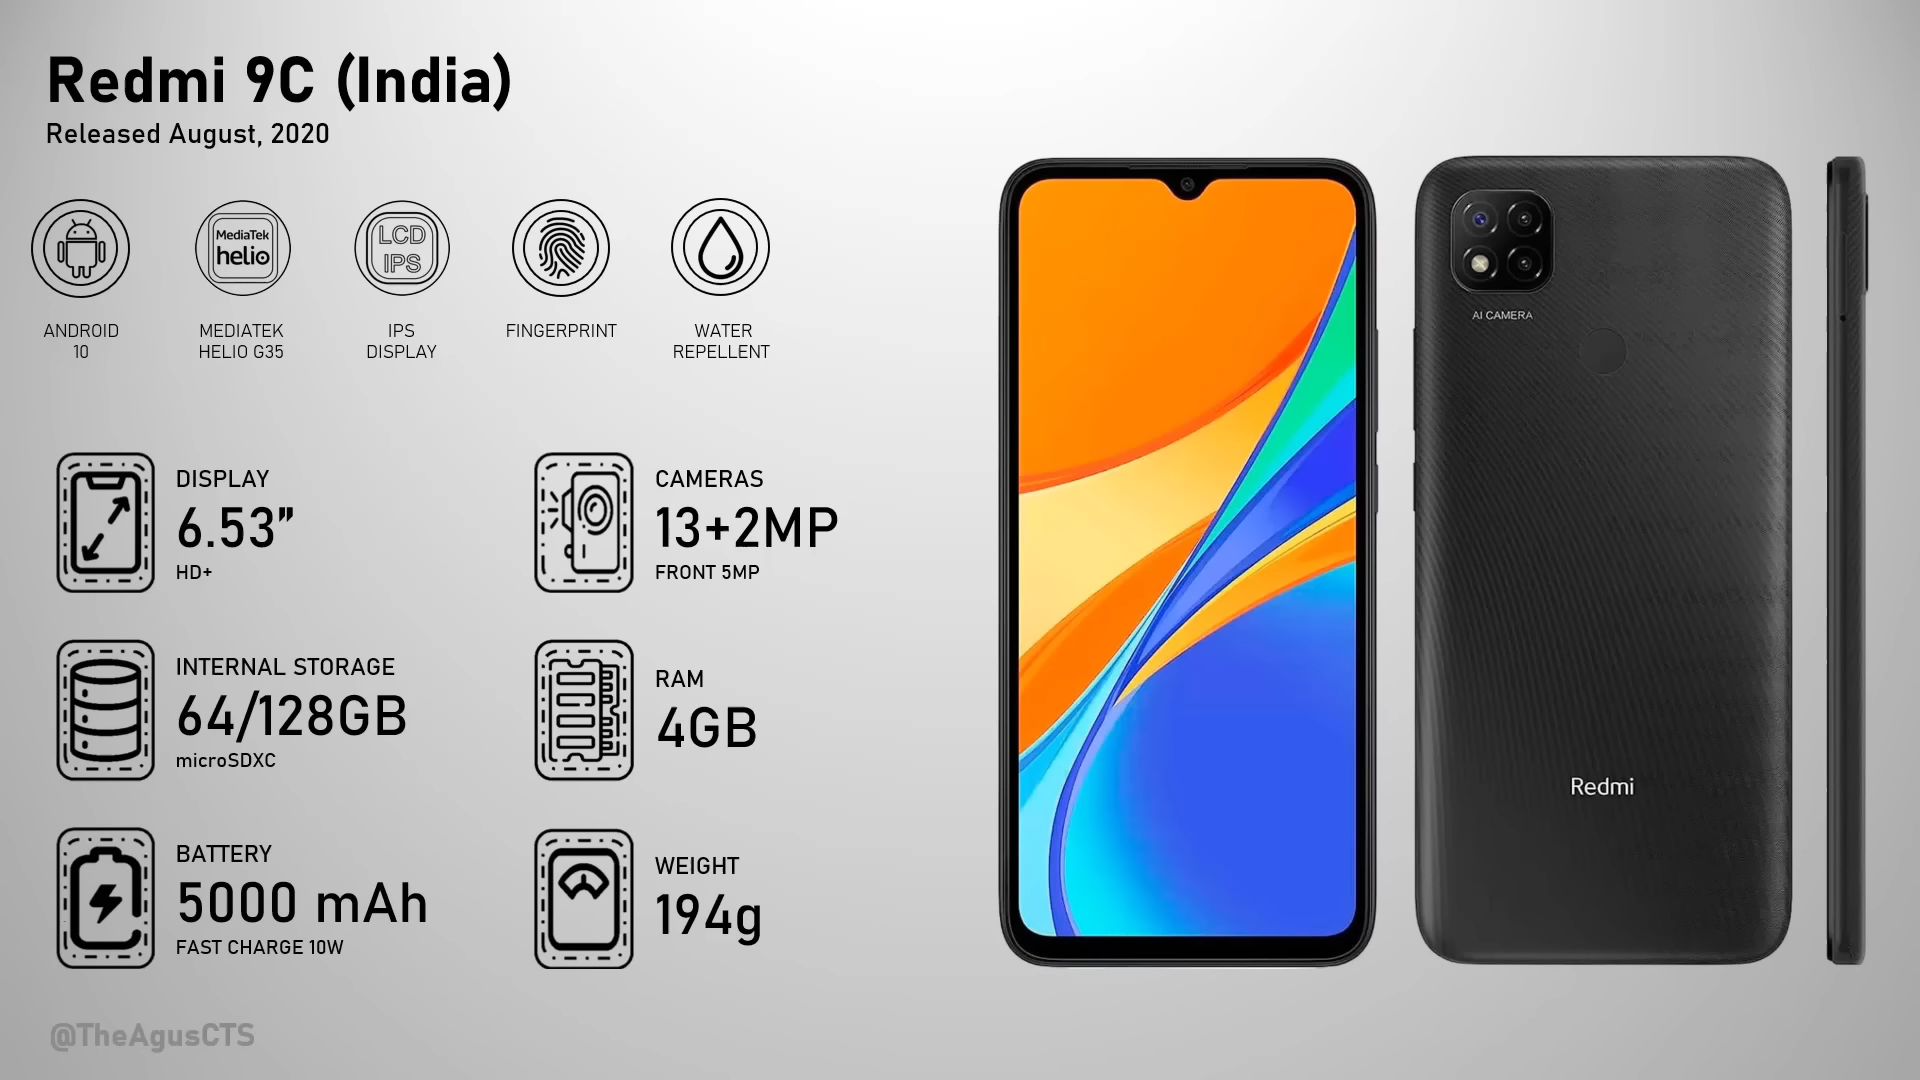 Redmi 9C (India)
Released August, 2020
MediaTek
helio
LCD
IPS
ANDROID
10
MEDIATEK
HELIO G35
IPS
DISPLAY
FINGERPRINT
WATER
REPELLENT
DISPLAY
6.53”
HD+
CAMERAS
13+2MP
FRONT 5MP
INTERNAL STORAGE
64/128GB
microSDXC
RAM
4GB
BATTERY
5000 mAh
FAST CHARGE 10W
WEIGHT
194g
@TheAgusCTS
AI CAMERA
Redmi